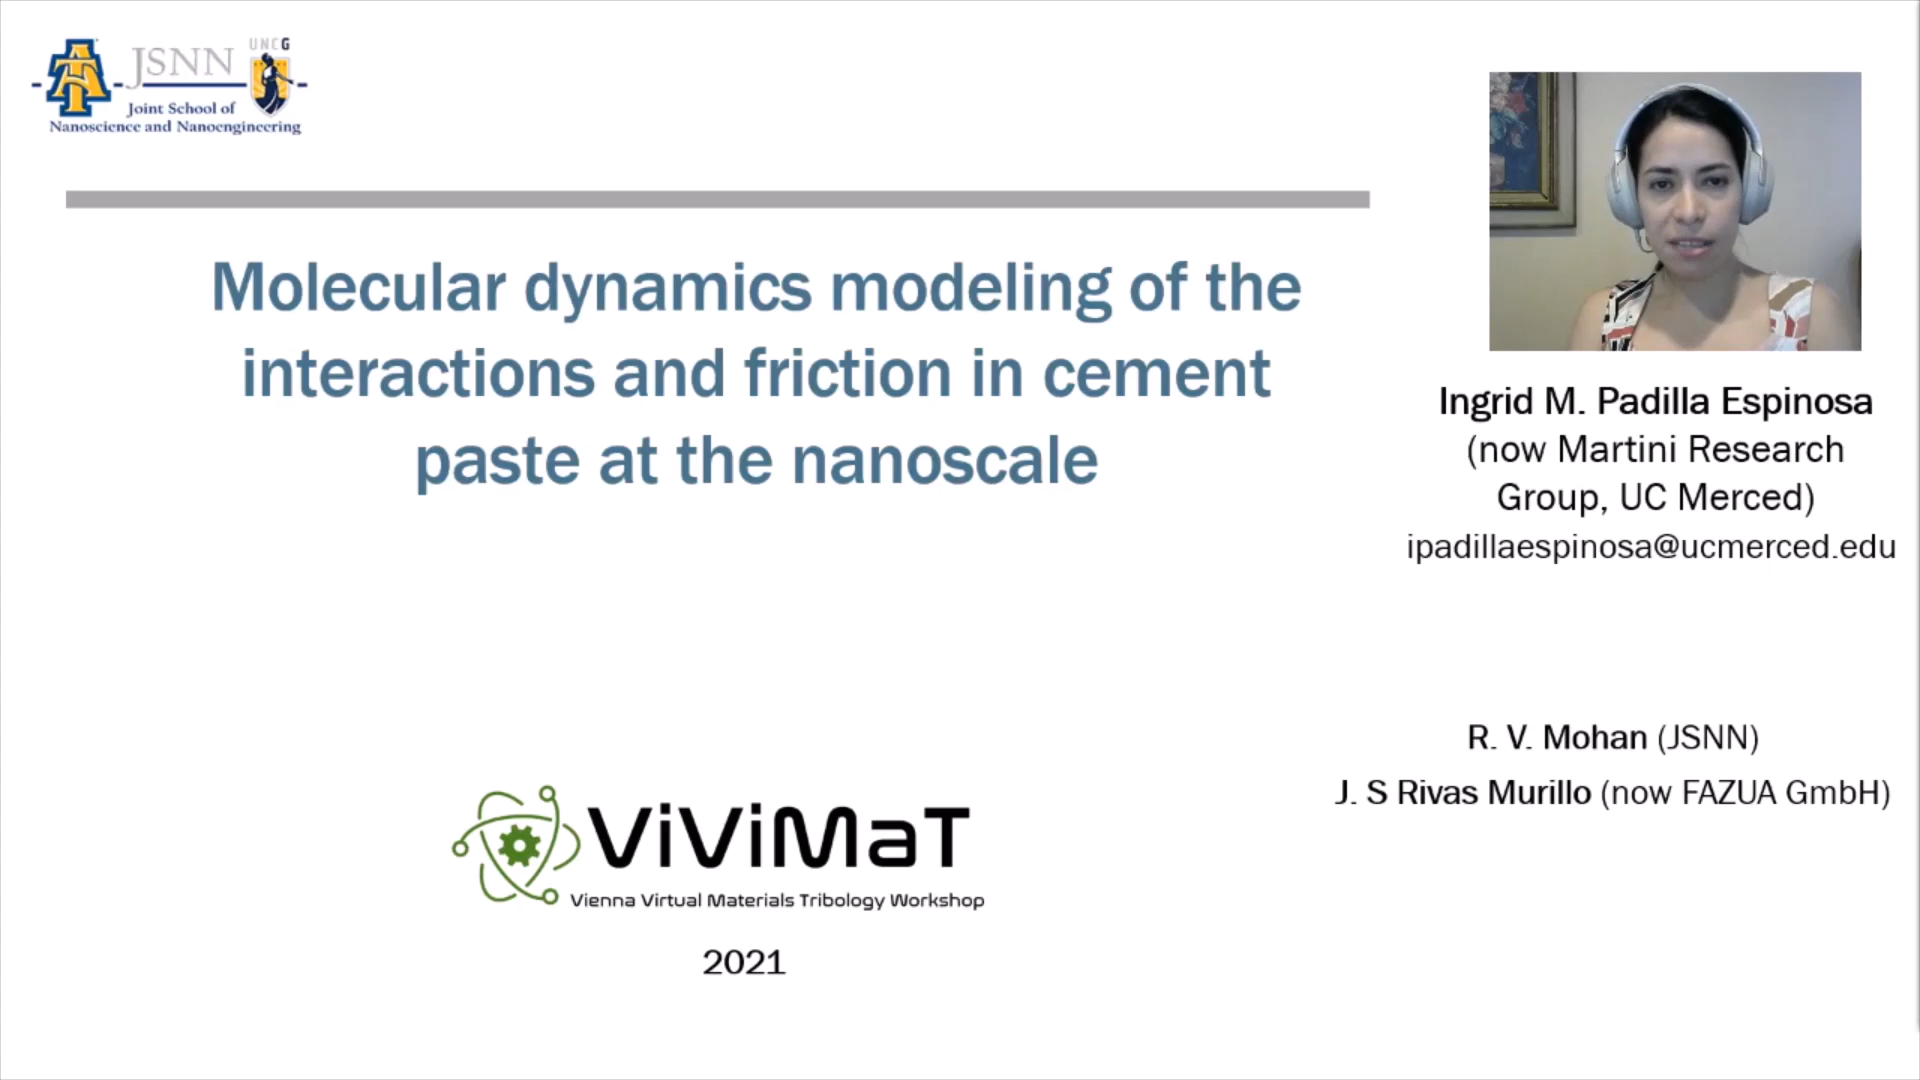 JSNN
UNCG
Joint School of
Nanoscience and Nanoengineering
Molecular dynamics modeling of the
interactions and friction in cement
paste at the nanoscale
Ingrid M. Padilla Espinosa
(now Martini Research
Group, UC Merced)
ipadillaespinosa@ucmerced.edu
R. V. Mohan (JSNN)
J. S Rivas Murillo (now FAZUA GmbH)
ViViMaT
Vienna Virtual Materials Tribology Workshop
2021